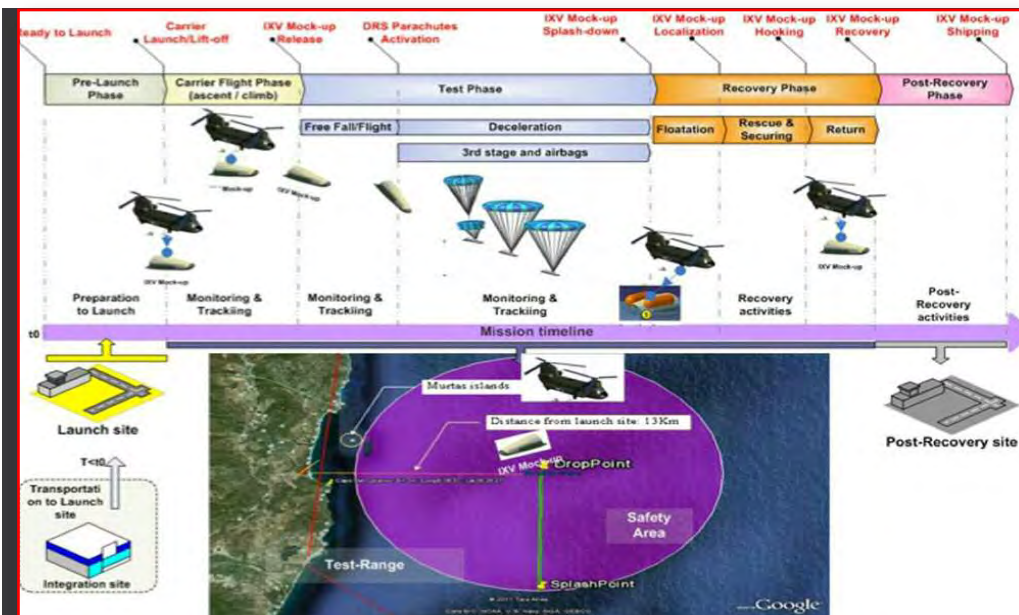 Ready to Launch
Carrier
Launch/Lift-off
IXV Mock-up
Release
DRS Parachutes
Activation
IXV Mock-up
Splash-down
IXV Mock-up
Localization
IXV Mock-up
Hooking
IXV Mock-up
Recovery
IXV Mock-up
Shipping
Pre-Launch
Phase
Carrier Flight Phase
(ascent / climb)
Test Phase
Recovery Phase
Post-Recovery
Phase
Free Fall/Flight
Deceleration
Floatation
Rescue &
Securing
Return
3rd stage and airbags
Mock-up
IXV Mock-up
IXV Mock-up
IXV Mock-up
Preparation
to Launch
Monitoring &
Trackiing
Monitoring &
Trackiing
Monitoring &
Trackiing
Recovery
activities
Post-
Recovery
activities
t0
Mission timeline
Launch site
Murtas islands
Distance from launch site: 13Km
IXV Mock-up
DropPoint
Safety
Area
Test-Range
SplashPoint
Google
Post-Recovery site
T<t0
Transportati
on to Launch
site
Integration site